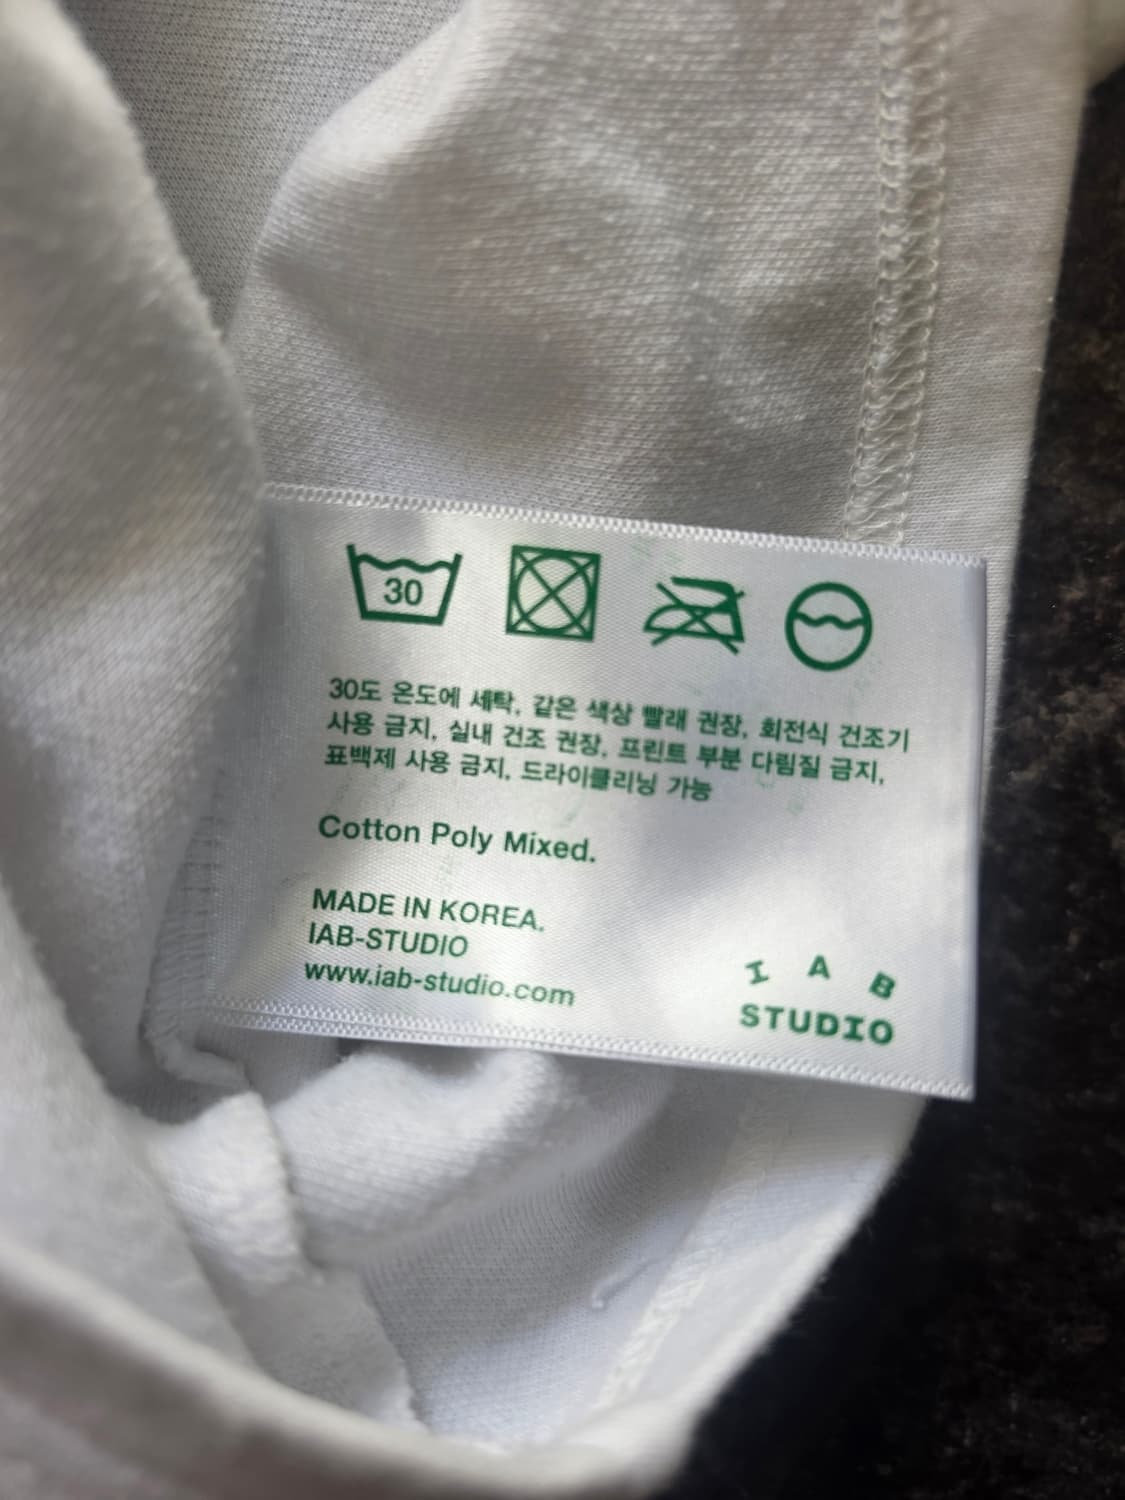 30
30도 온도에 세탁, 같은 색상 빨래 권장, 회전식 건조기
사용 금지, 실내 건조 권장, 프린트 부분 다림질 금지,
표백제 사용 금지, 드라이클리닝 가능
Cotton Poly Mixed.
MADE IN KOREA.
IAB-STUDIO
www.iab-studio.com
I A B
STUDIO